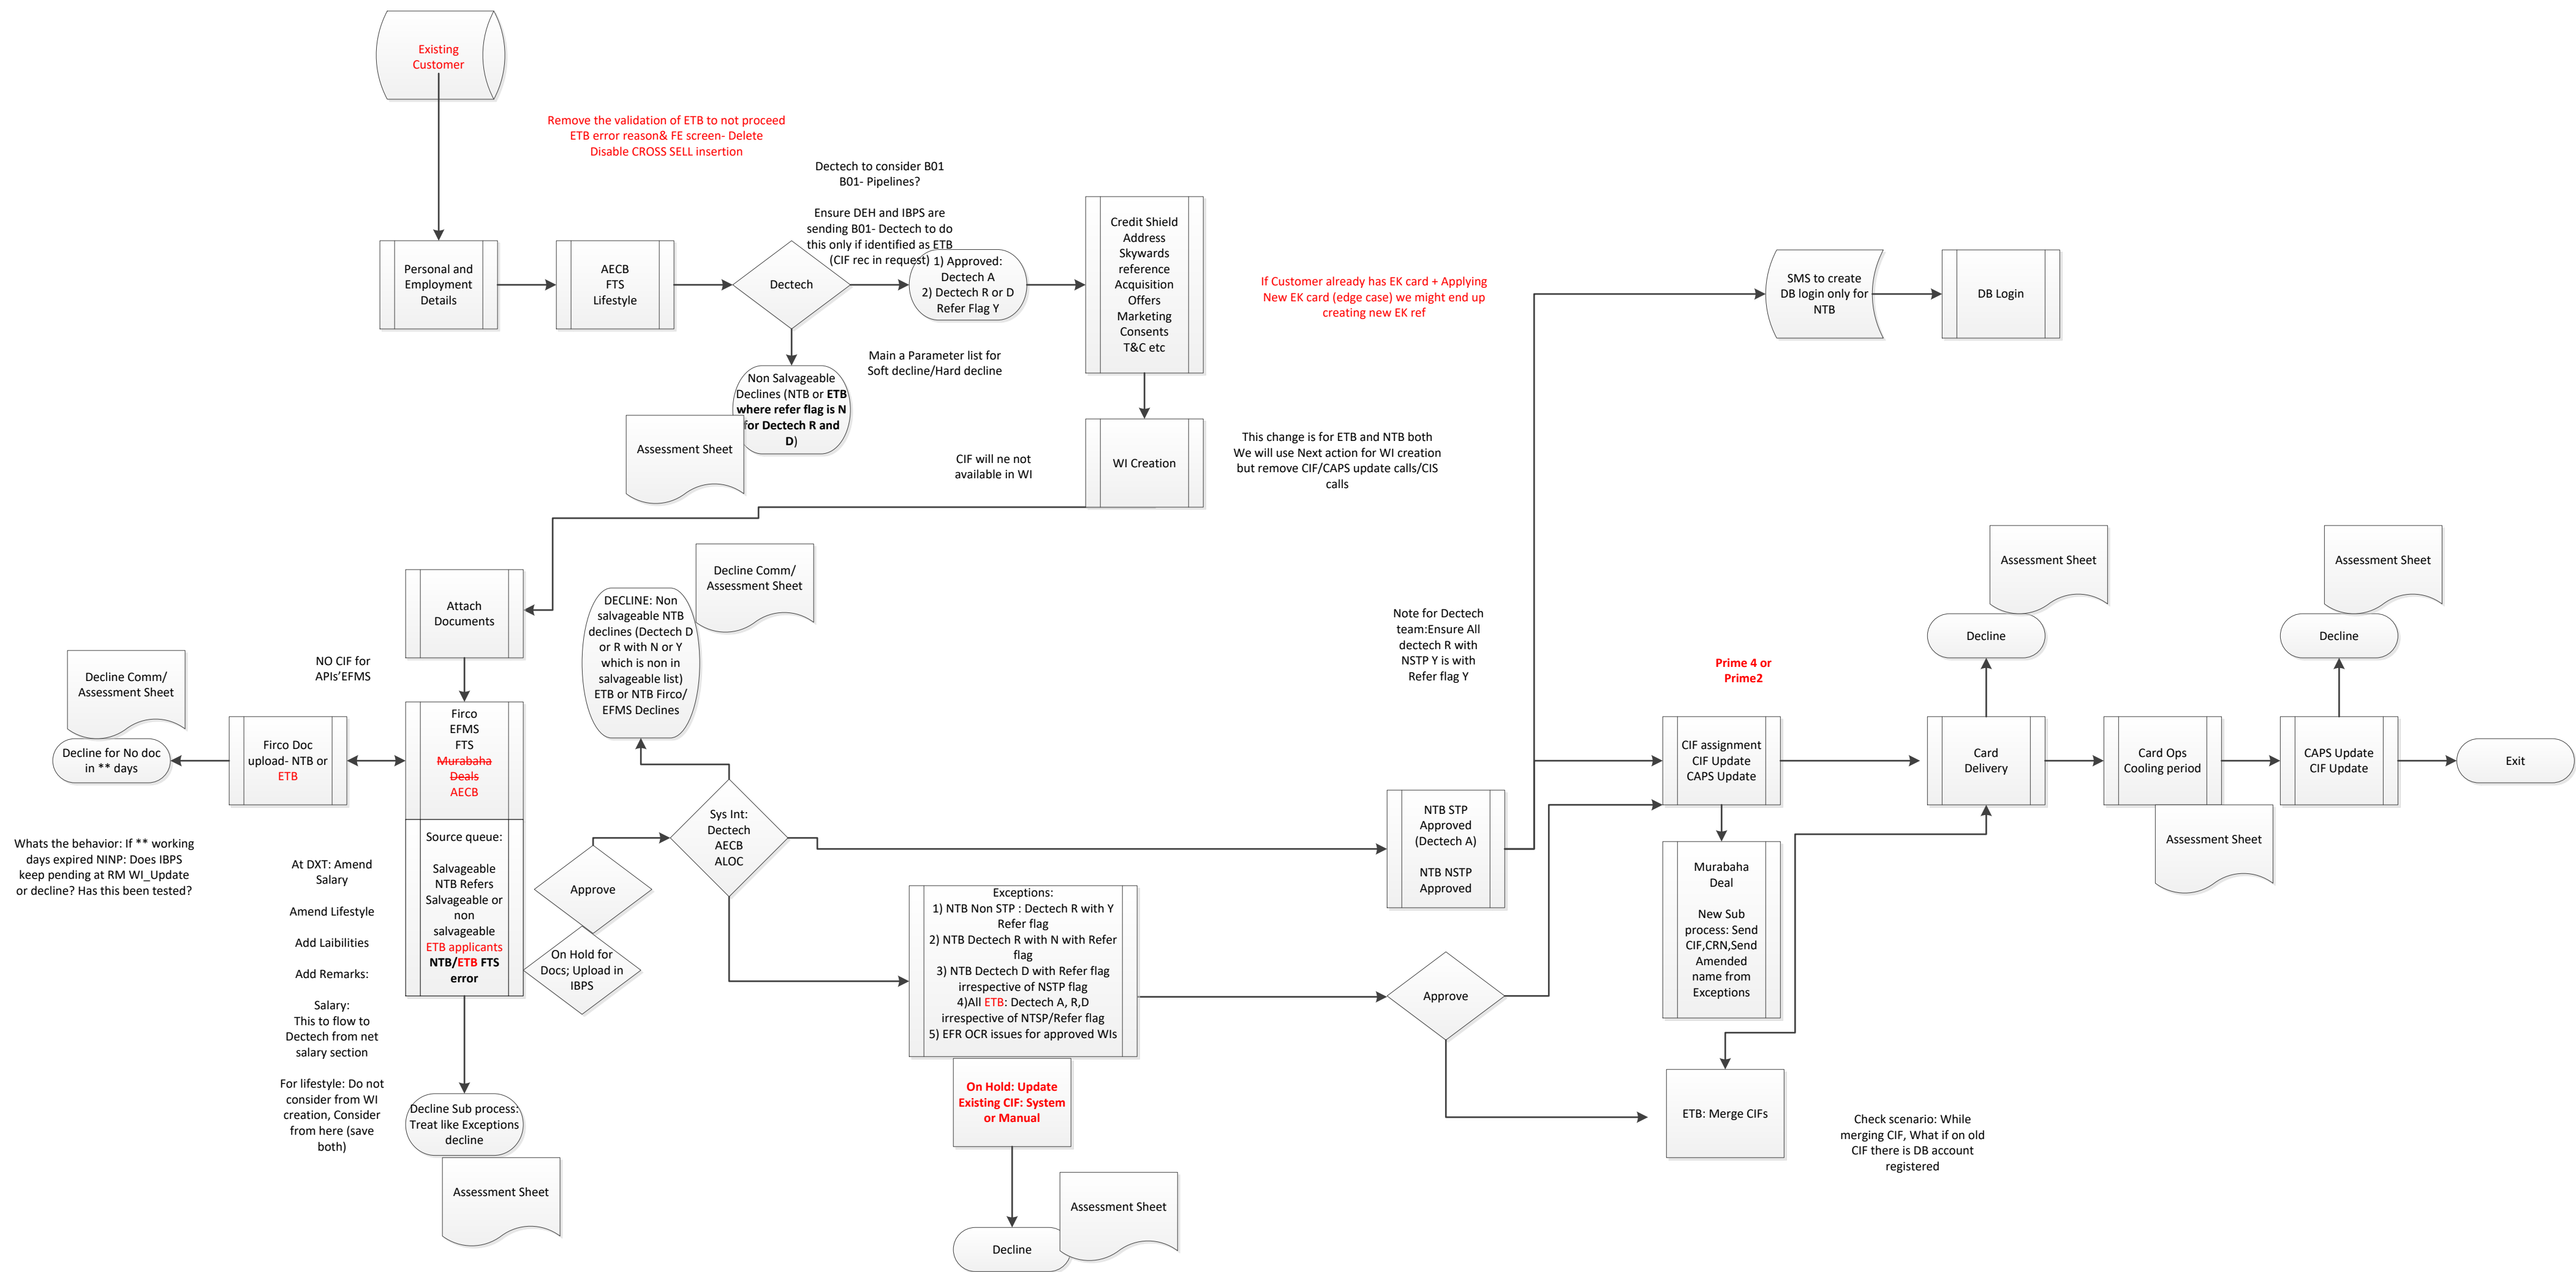 Existing
Customer
Remove the validation of ETB to not proceed
ETB error reason& FE screen- Delete
Disable CROSS SELL insertion
Dectech to consider B01
B01- Pipelines?
Ensure DEH and IBPS are
sending B01- Dectech to do
this only if identified as ETB
(CIF rec in request)
Personal and
Employment
Details
AECB
FTS
Lifestyle
Dectech
1) Approved:
Dectech A
2) Dectech R or D
Refer Flag Y
Credit Shield
Address
Skywards
reference
Acquisition
Offers
Marketing
Consents
T&C etc
If Customer already has EK card + Applying
New EK card (edge case) we might end up
creating new EK ref
SMS to create
DB login only for
NTB
DB Login
Main a Parameter list for
Soft decline/Hard decline
Non Salvageable
Declines (NTB or ETB
where refer flag is N
for Dectech R and
D)
Assessment Sheet
CIF will ne not
available in WI
WI Creation
This change is for ETB and NTB both
We will use Next action for WI creation
but remove CIF/CAPS update calls/CIS
calls
Attach
Documents
Decline Comm/
Assessment Sheet
DECLINE: Non
salvageable NTB
declines (Dectech D
or R with N or Y
which is non in
salvageable list)
ETB or NTB Firco/
EFMS Declines
Note for Dectech
team:Ensure All
dectech R with
NSTP Y is with
Refer flag Y
Assessment Sheet
Decline
Assessment Sheet
Decline
Decline Comm/
Assessment Sheet
NO CIF for
APIs'EFMS
Prime 4 or
Prime2
Decline for No doc
in ** days
Firco Doc
upload- NTB or
ETB
Firco
EFMS
FTS
Murabaha
Deals
AECB
CIF assignment
CIF Update
CAPS Update
Card
Delivery
Card Ops
Cooling period
CAPS Update
CIF Update
Exit
Assessment Sheet
Whats the behavior: If ** working
days expired NINP: Does IBPS
keep pending at RM WI_Update
or decline? Has this been tested?
At DXT: Amend
Salary
Amend Lifestyle
Add Laibilities
Add Remarks:
Salary:
This to flow to
Dectech from net
salary section
For lifestyle: Do not
consider from WI
creation, Consider
from here (save
both)
Source queue:
Salvageable
NTB Refers
Salvageable or
non
salvageable
ETB applicants
NTB/ETB FTS
error
Approve
On Hold for
Docs; Upload in
IBPS
Sys Int:
Dectech
AECB
ALOC
NTB STP
Approved
(Dectech A)
NTB NSTP
Approved
Exceptions:
1) NTB Non STP : Dectech R with Y
Refer flag
2) NTB Dectech R with N with Refer
flag
3) NTB Dectech D with Refer flag
irrespective of NSTP flag
4)All ETB: Dectech A, R,D
irrespective of NTSP/Refer flag
5) EFR OCR issues for approved WIs
Approve
Murabaha
Deal
New Sub
process: Send
CIF,CRN,Send
Amended
name from
Exceptions
On Hold: Update
Existing CIF: System
or Manual
ETB: Merge CIFs
Check scenario: While
merging CIF, What if on old
CIF there is DB account
registered
Decline Sub process:
Treat like Exceptions
decline
Assessment Sheet
Assessment Sheet
Decline